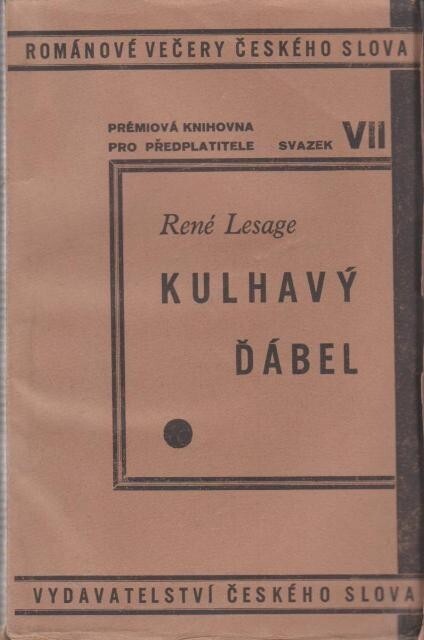 ROMÁNOVÉ VEČERY ČESKÉHO SLOVA
PRÉMIOVÁ KNIHOVNA
PRO PŘEDPLATITELE SVAZEK VII
René Lesage
KULHAVÝ
ĎÁBEL
VYDAVATELSTVÍ ČESKÉHO SLOVA